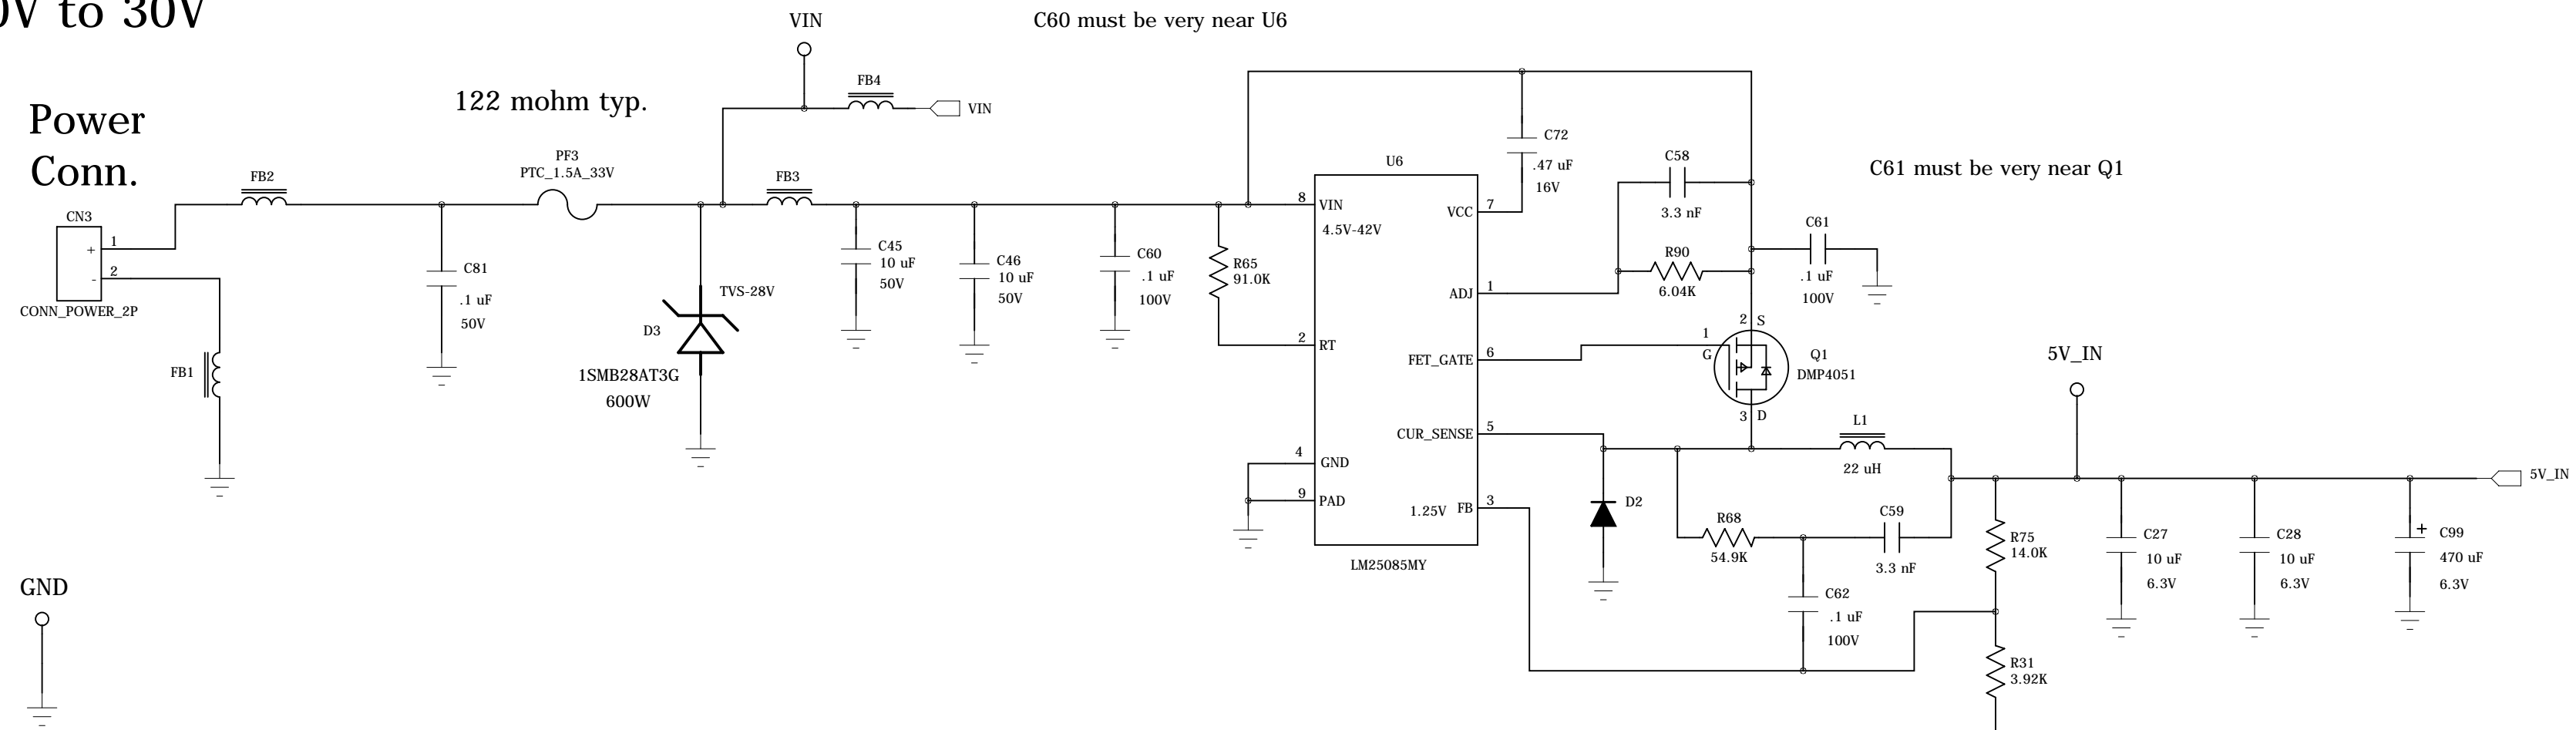 0V to 30V
Power
Conn.
CN3
+
-
1
2
CONN_POWER_2P
FB2
FB1
GND
C81
.1 uF
50V
122 mohm typ.
PF3
PTC_1.5A_33V
TVS-28V
D3
1SMB28AT3G
600W
VIN
FB4
VIN
FB3
C45
10 uF
50V
C46
10 uF
50V
C60 must be very near U6
C60
.1 uF
100V
R65
91.0K
U6
8
VIN
4.5V-42V
2
RT
4
GND
9
PAD
VCC
7
ADJ
1
FET_GATE
6
CUR_SENSE
5
1.25V
FB
3
LM25085MY
C72
.47 uF
16V
C58
3.3 nF
R90
6.04K
C61 must be very near Q1
C61
.1 uF
100V
2
S
1
G
3
D
Q1
DMP4051
D2
L1
22 uH
R68
54.9K
C59
3.3 nF
C62
.1 uF
100V
5V_IN
R75
14.0K
R31
3.92K
C27
10 uF
6.3V
C28
10 uF
6.3V
+
C99
470 uF
6.3V
5V_IN